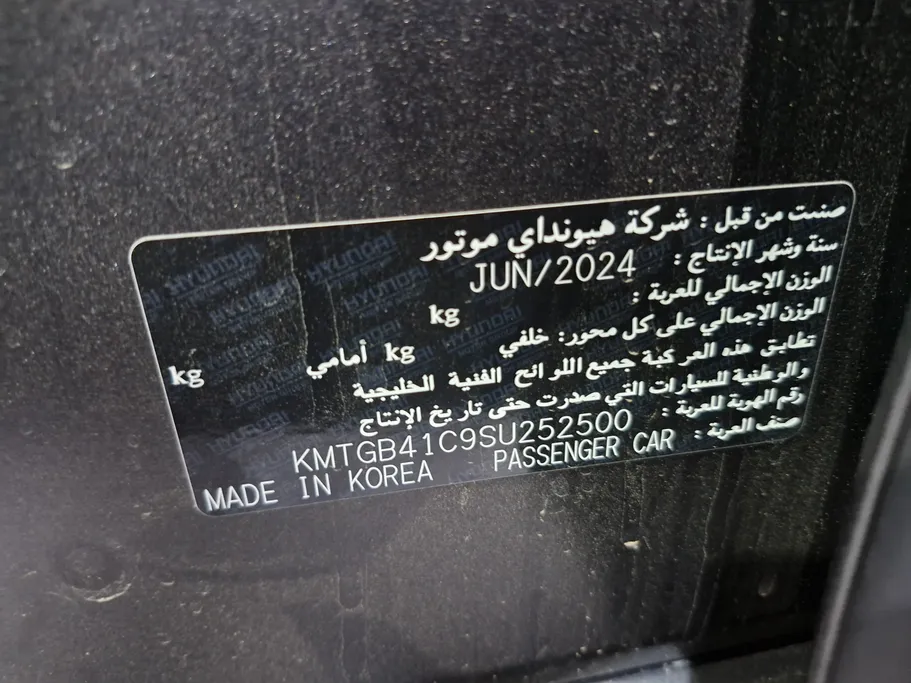 صنعت من قبل : شركة هيونداي موتور
سنة وشهر الإنتاج : JUN/2024
الوزن الإجمالي للعربة : kg
الوزن الإجمالي على كل محور: خلفي kg أمامي kg
تطابق هذه المركبة جميع اللوائح الفنية الخليجية
والوطنية للسيارات التي صدرت حتى تاريخ الإنتاج
رقم الهوية للعربة : KMTGB41C9SU252500
صنف العربة : PASSENGER CAR MADE IN KOREA